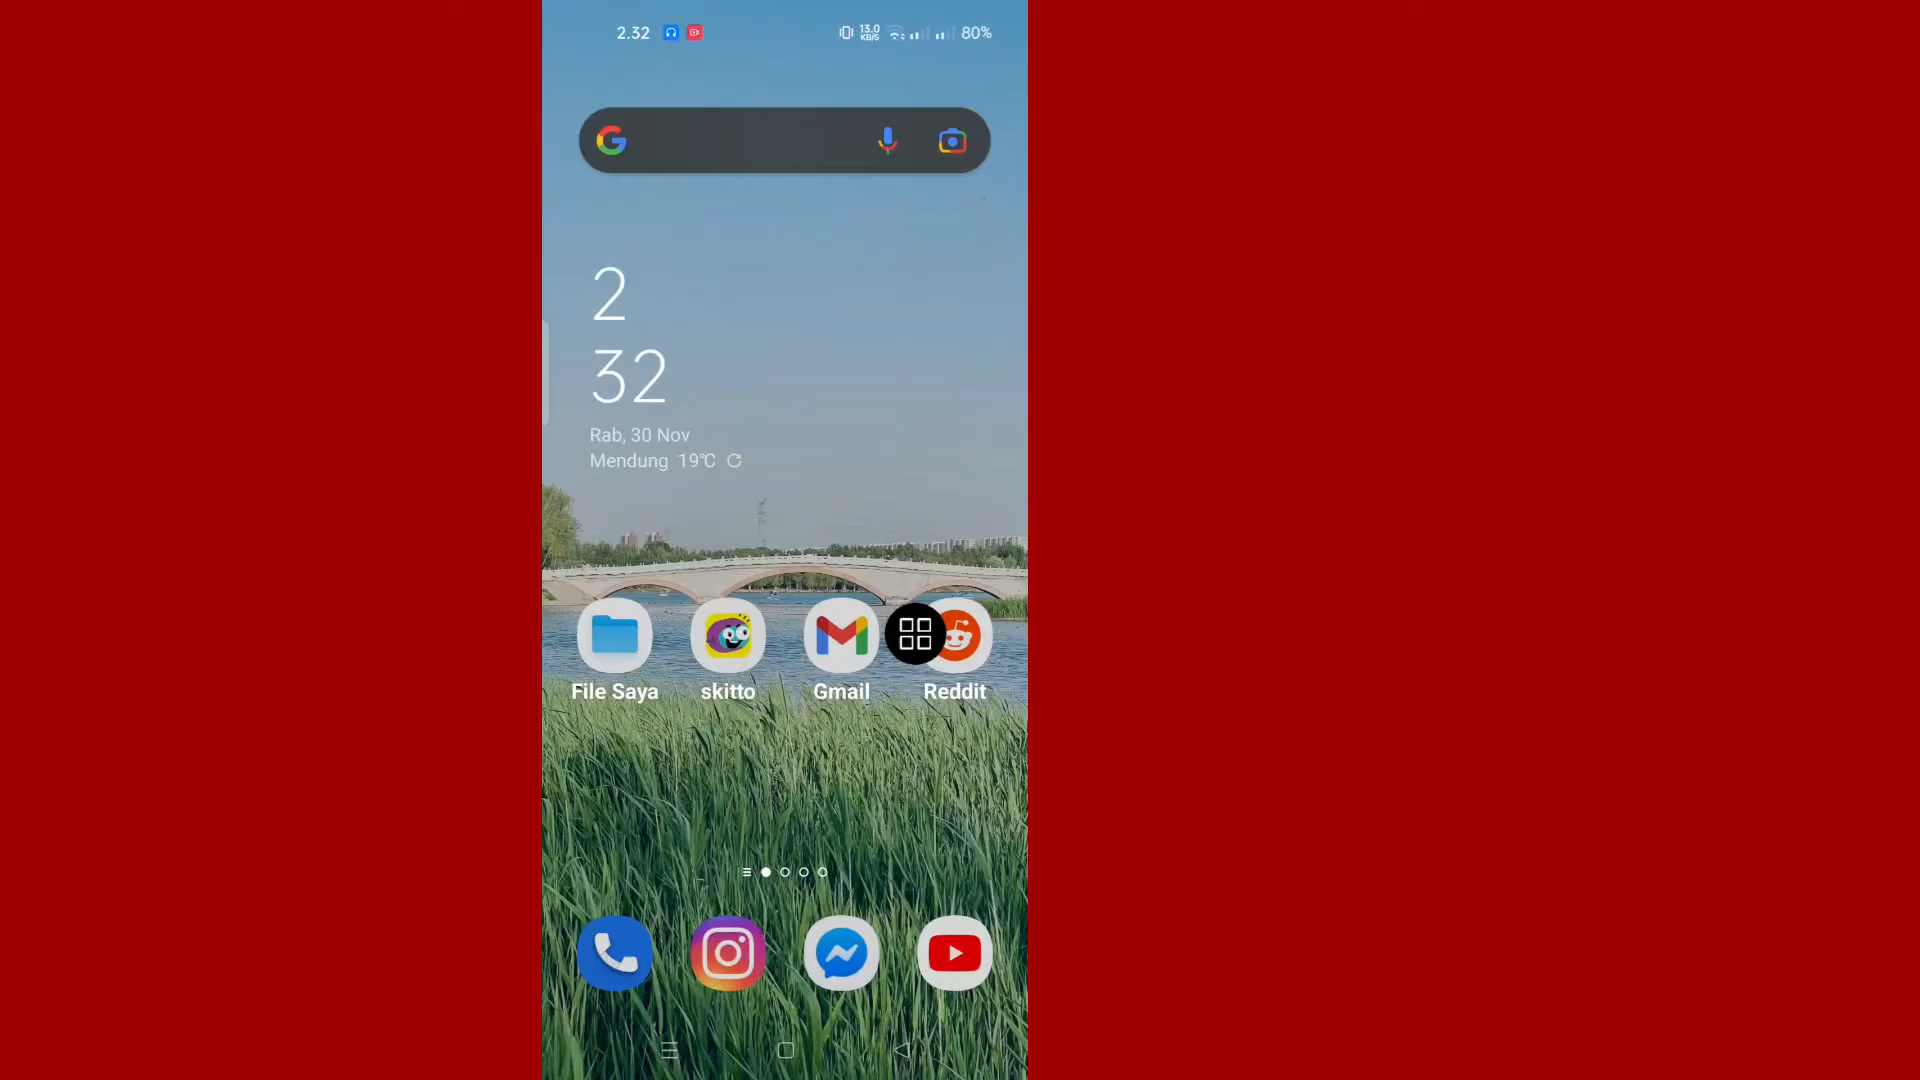 2.32
13.0
KB/S
80%
2
32
Rab, 30 Nov
Mendung 19℃
File Saya
skitto
Gmail
Reddit